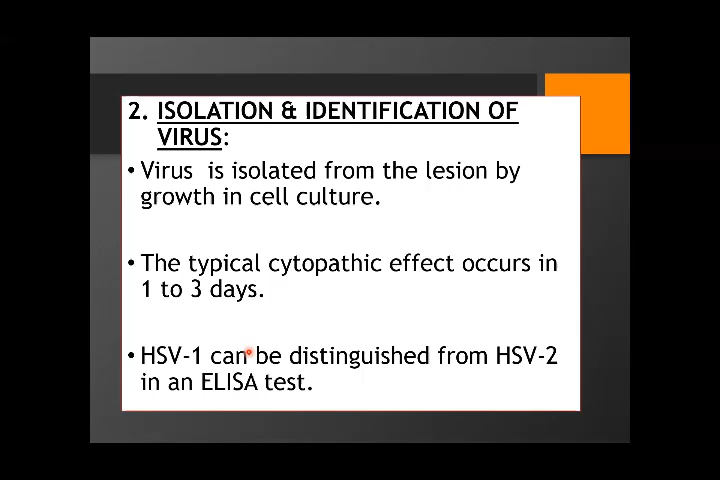 2. ISOLATION & IDENTIFICATION OF
VIRUS:
• Virus is isolated from the lesion by
growth in cell culture.
• The typical cytopathic effect occurs in
1 to 3 days.
• HSV-1 can be distinguished from HSV-2
in an ELISA test.